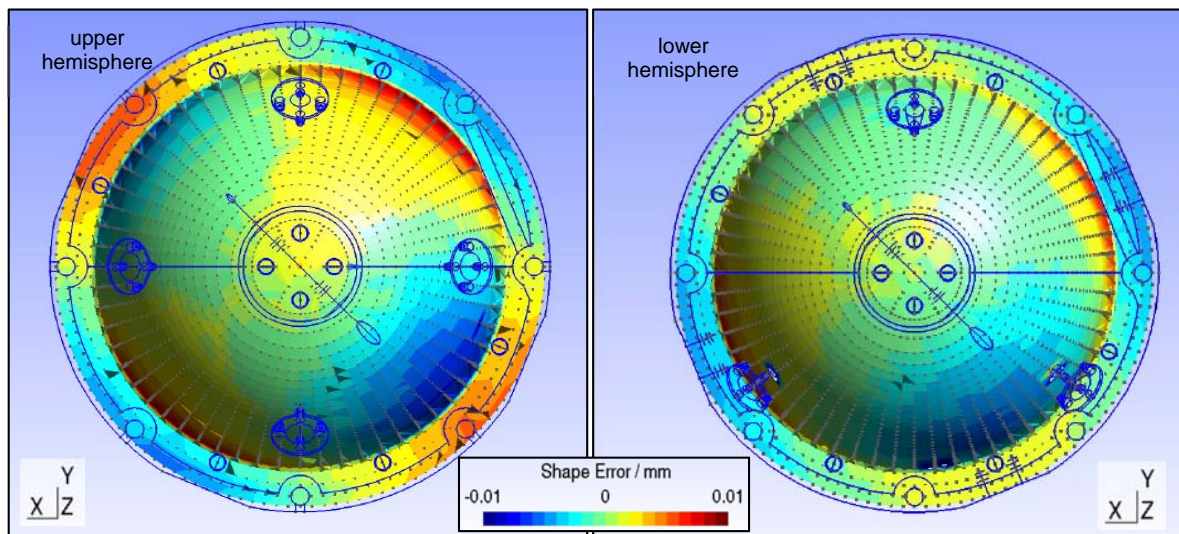 upper
hemisphere
lower
hemisphere
Y
X Z
Shape Error / mm
-0.01 0 0.01
Y
X Z